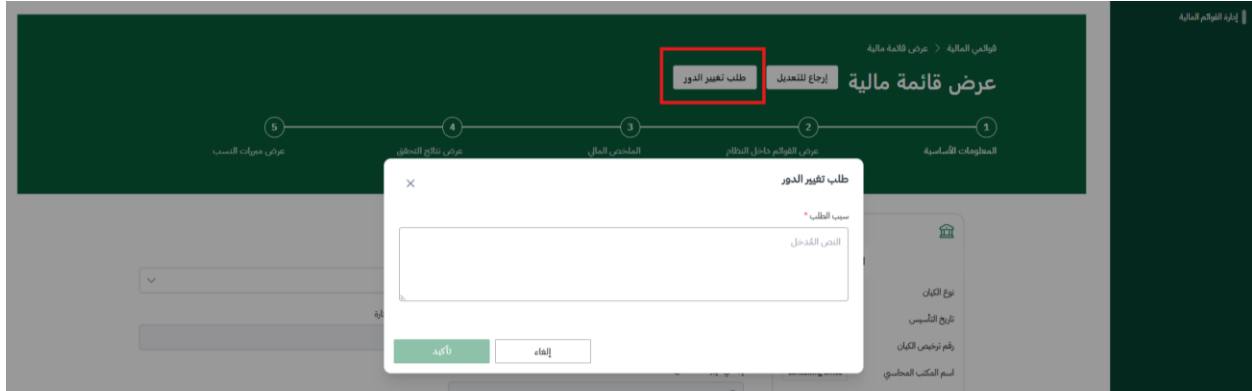 إدارة القوائم المالية
قوائمي المالية > عرض قائمة مالية
عرض قائمة مالية
إرجاع للتعديل
طلب تغيير الدور
1
2
3
4
5
المعلومات الأساسية
عرض القوائم داخل النظام
الملخص المالي
عرض نتائج التحقق
عرض مبررات النسب
طلب تغيير الدور
سبب الطلب *
النص المُدخل
إلغاء
تأكيد
نوع الكيان
تاريخ التأسيس
رقم ترخيص الكيان
اسم المكتب المحاسبي